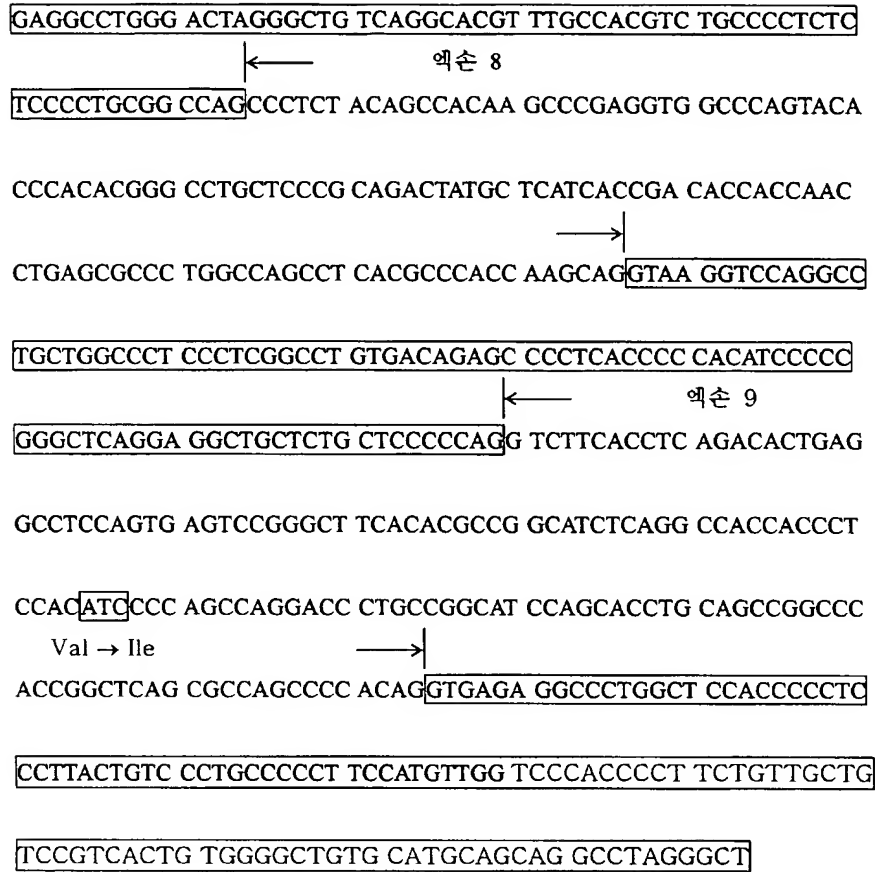 GAGGCCTGGG ACTAGGGCTG TCAGGCACGT TTGCCACGTC TGCCCCTCTC
엑손 8
TCCCCTGCGG CCAGCCCTCT ACAGCCACAA GCCCGAGGTG GCCCAGTACA
CCCACACGGG CCTGCTCCCG CAGACTATGC TCATCACCGA CACCACCAAC
CTGAGCGCCC TGGCCAGCCT CACGCCCACC AAGCAGGTAA GGTCCAGGCC
TGCTGGCCCT CCCTCGGCCT GTGACAGAGC CCCTCACCCC CACATCCCCC
엑손 9
GGGCTCAGGA GGCTGCTCTG CTCCCCCAGG TCTTCACCTC AGACACTGAG
GCCTCCAGTG AGTCCGGGCT TCACACGCCG GCATCTCAGG CCACCACCCT
CCACATCCCC AGCCAGGACC CTGCCGGCAT CCAGCACCTG CAGCCGGCCC
Val → Ile
ACCGGCTCAG CGCCAGCCCC ACAGGTGAGA GGCCCTGGCT CCACCCCCTC
CCTTACTGTC CCTGCCCCCT TCCATGTTGG TCCCACCCCT TCTGTTGCTG
TCCGTCACTG TGGGGCTGTG CATGCAGCAG GCCTAGGGCT